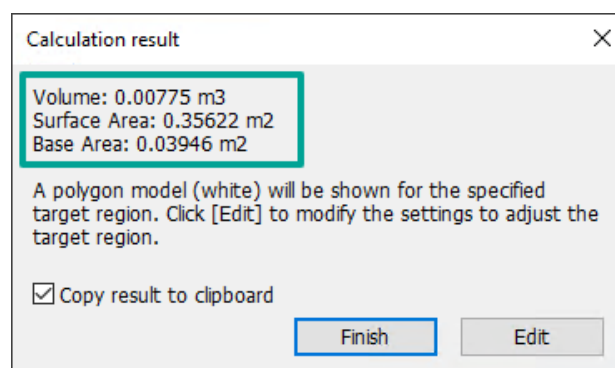 Calculation result
Volume: 0.00775 m3
Surface Area: 0.35622 m2
Base Area: 0.03946 m2
A polygon model (white) will be shown for the specified
target region. Click [Edit] to modify the settings to adjust the
target region.
Copy result to clipboard
Finish
Edit